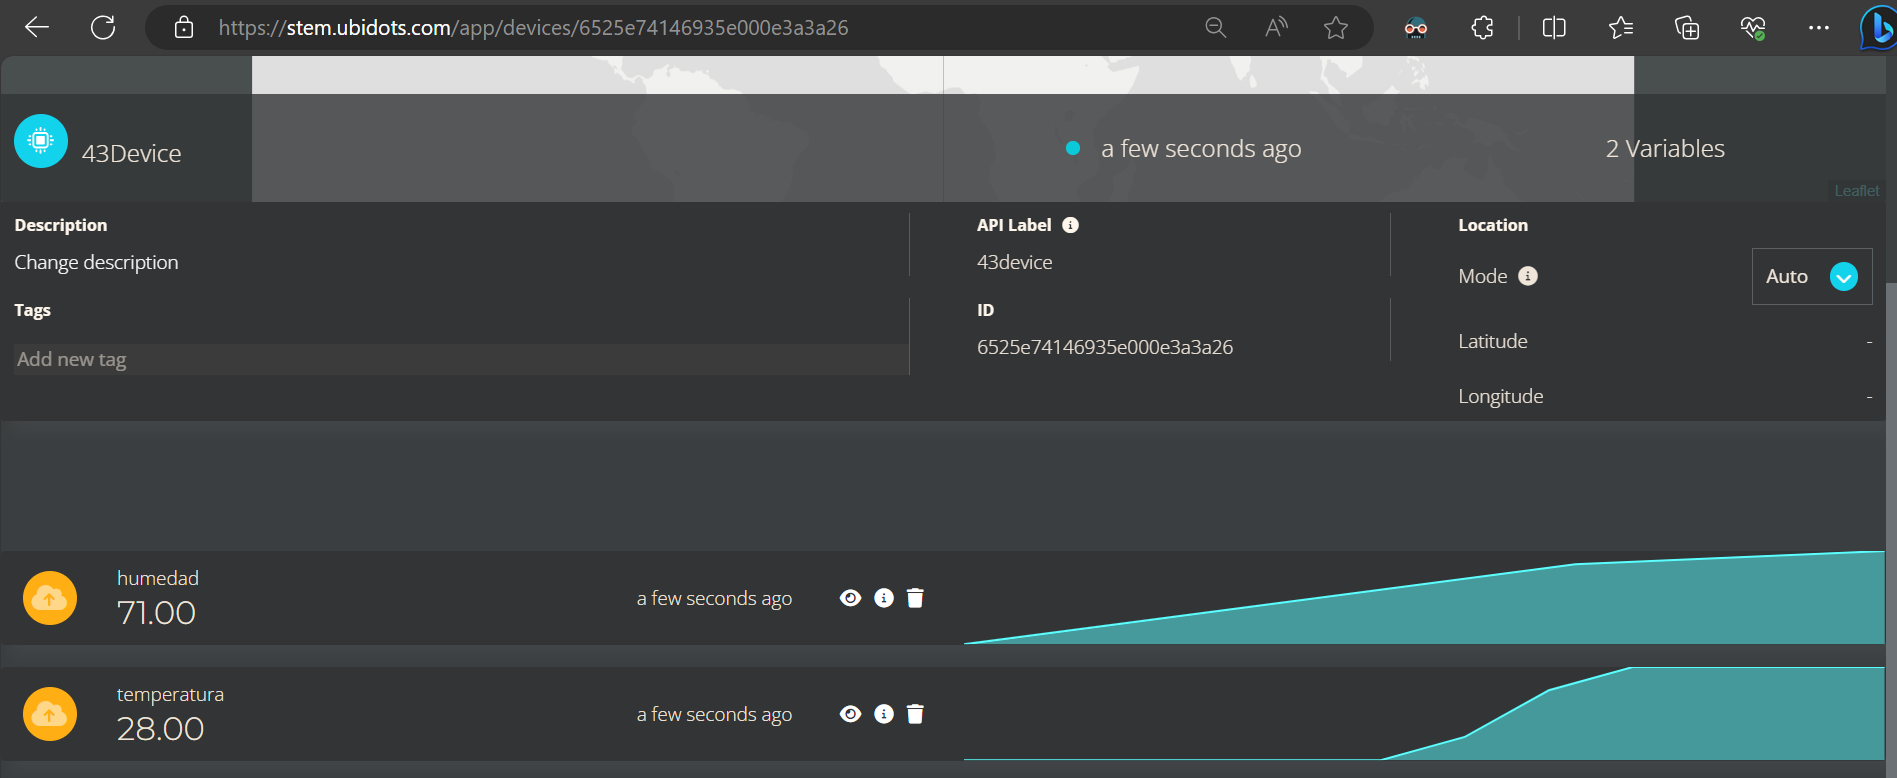 https://stem.ubidots.com/app/devices/6525e74146935e000e3a3a26
43Device
a few seconds ago
2 Variables
Leaflet
Description
Change description
Tags
Add new tag
API Label
43device
ID
6525e74146935e000e3a3a26
Location
Mode
Auto
Latitude
-
Longitude
-
humedad
71.00
a few seconds ago
temperatura
28.00
a few seconds ago